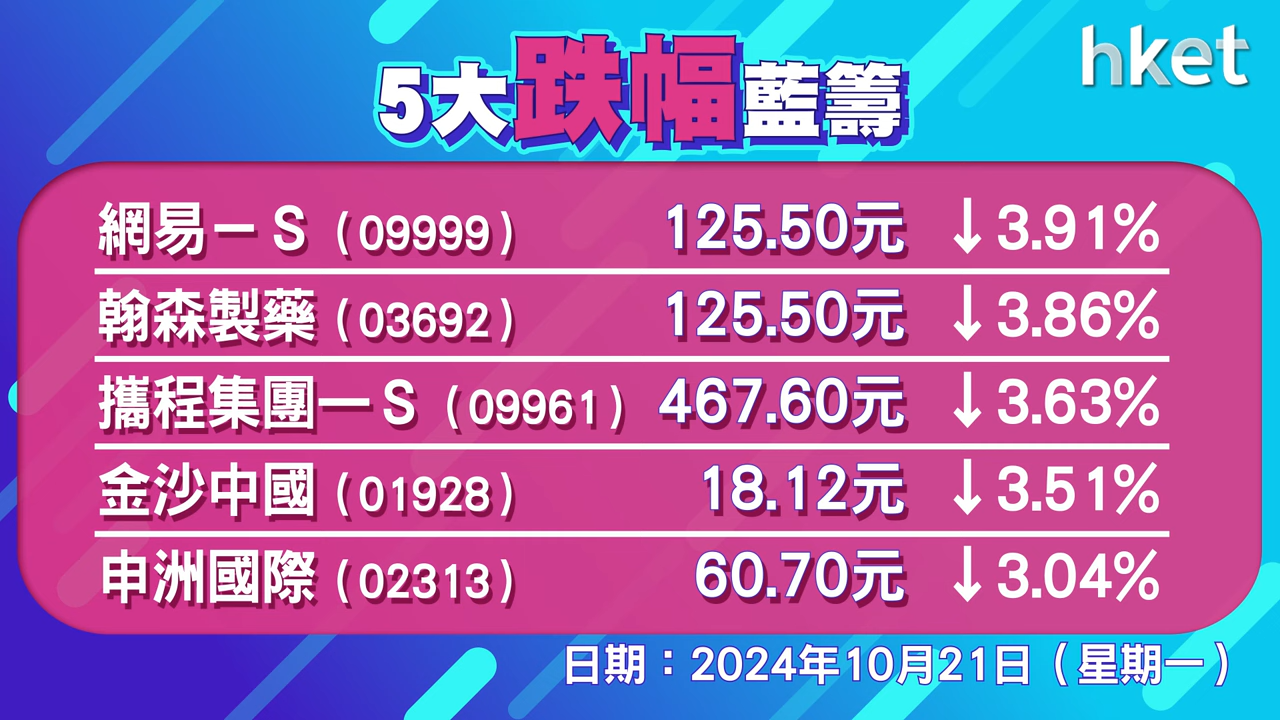 hket
5大跌幅藍籌
網易－Ｓ（09999） 125.50元 ↓3.91%
翰森製藥（03692） 125.50元 ↓3.86%
攜程集團－Ｓ（09961） 467.60元 ↓3.63%
金沙中國（01928） 18.12元 ↓3.51%
申洲國際（02313） 60.70元 ↓3.04%
日期：2024年10月21日（星期一）